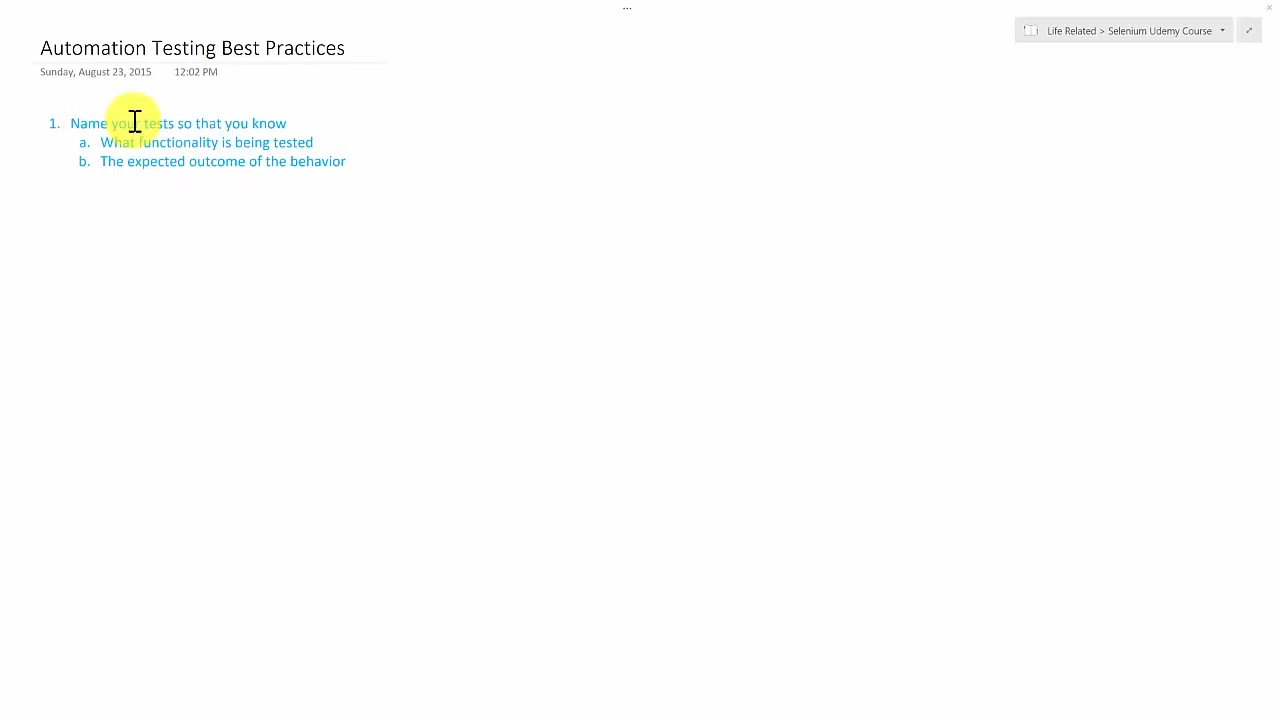 ...
Life Related > Selenium Udemy Course
Automation Testing Best Practices
Sunday, August 23, 2015 12:02 PM
1. Name your tests so that you know
a. What functionality is being tested
b. The expected outcome of the behavior